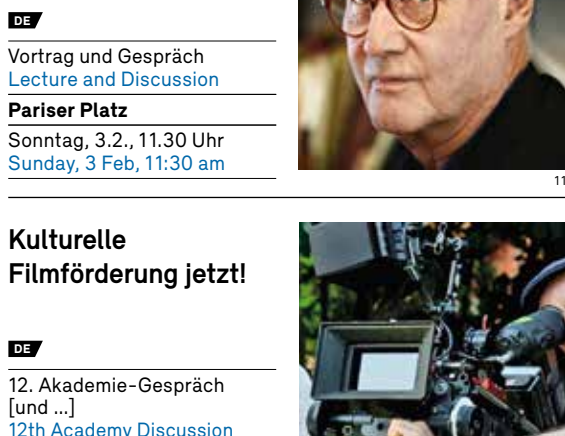 DE
Vortrag und Gespräch
Lecture and Discussion
Pariser Platz
Sonntag, 3.2., 11.30 Uhr
Sunday, 3 Feb, 11:30 am
11
Kulturelle
Filmförderung jetzt!
DE
12. Akademie-Gespräch
[und ...]
12th Academy Discussion